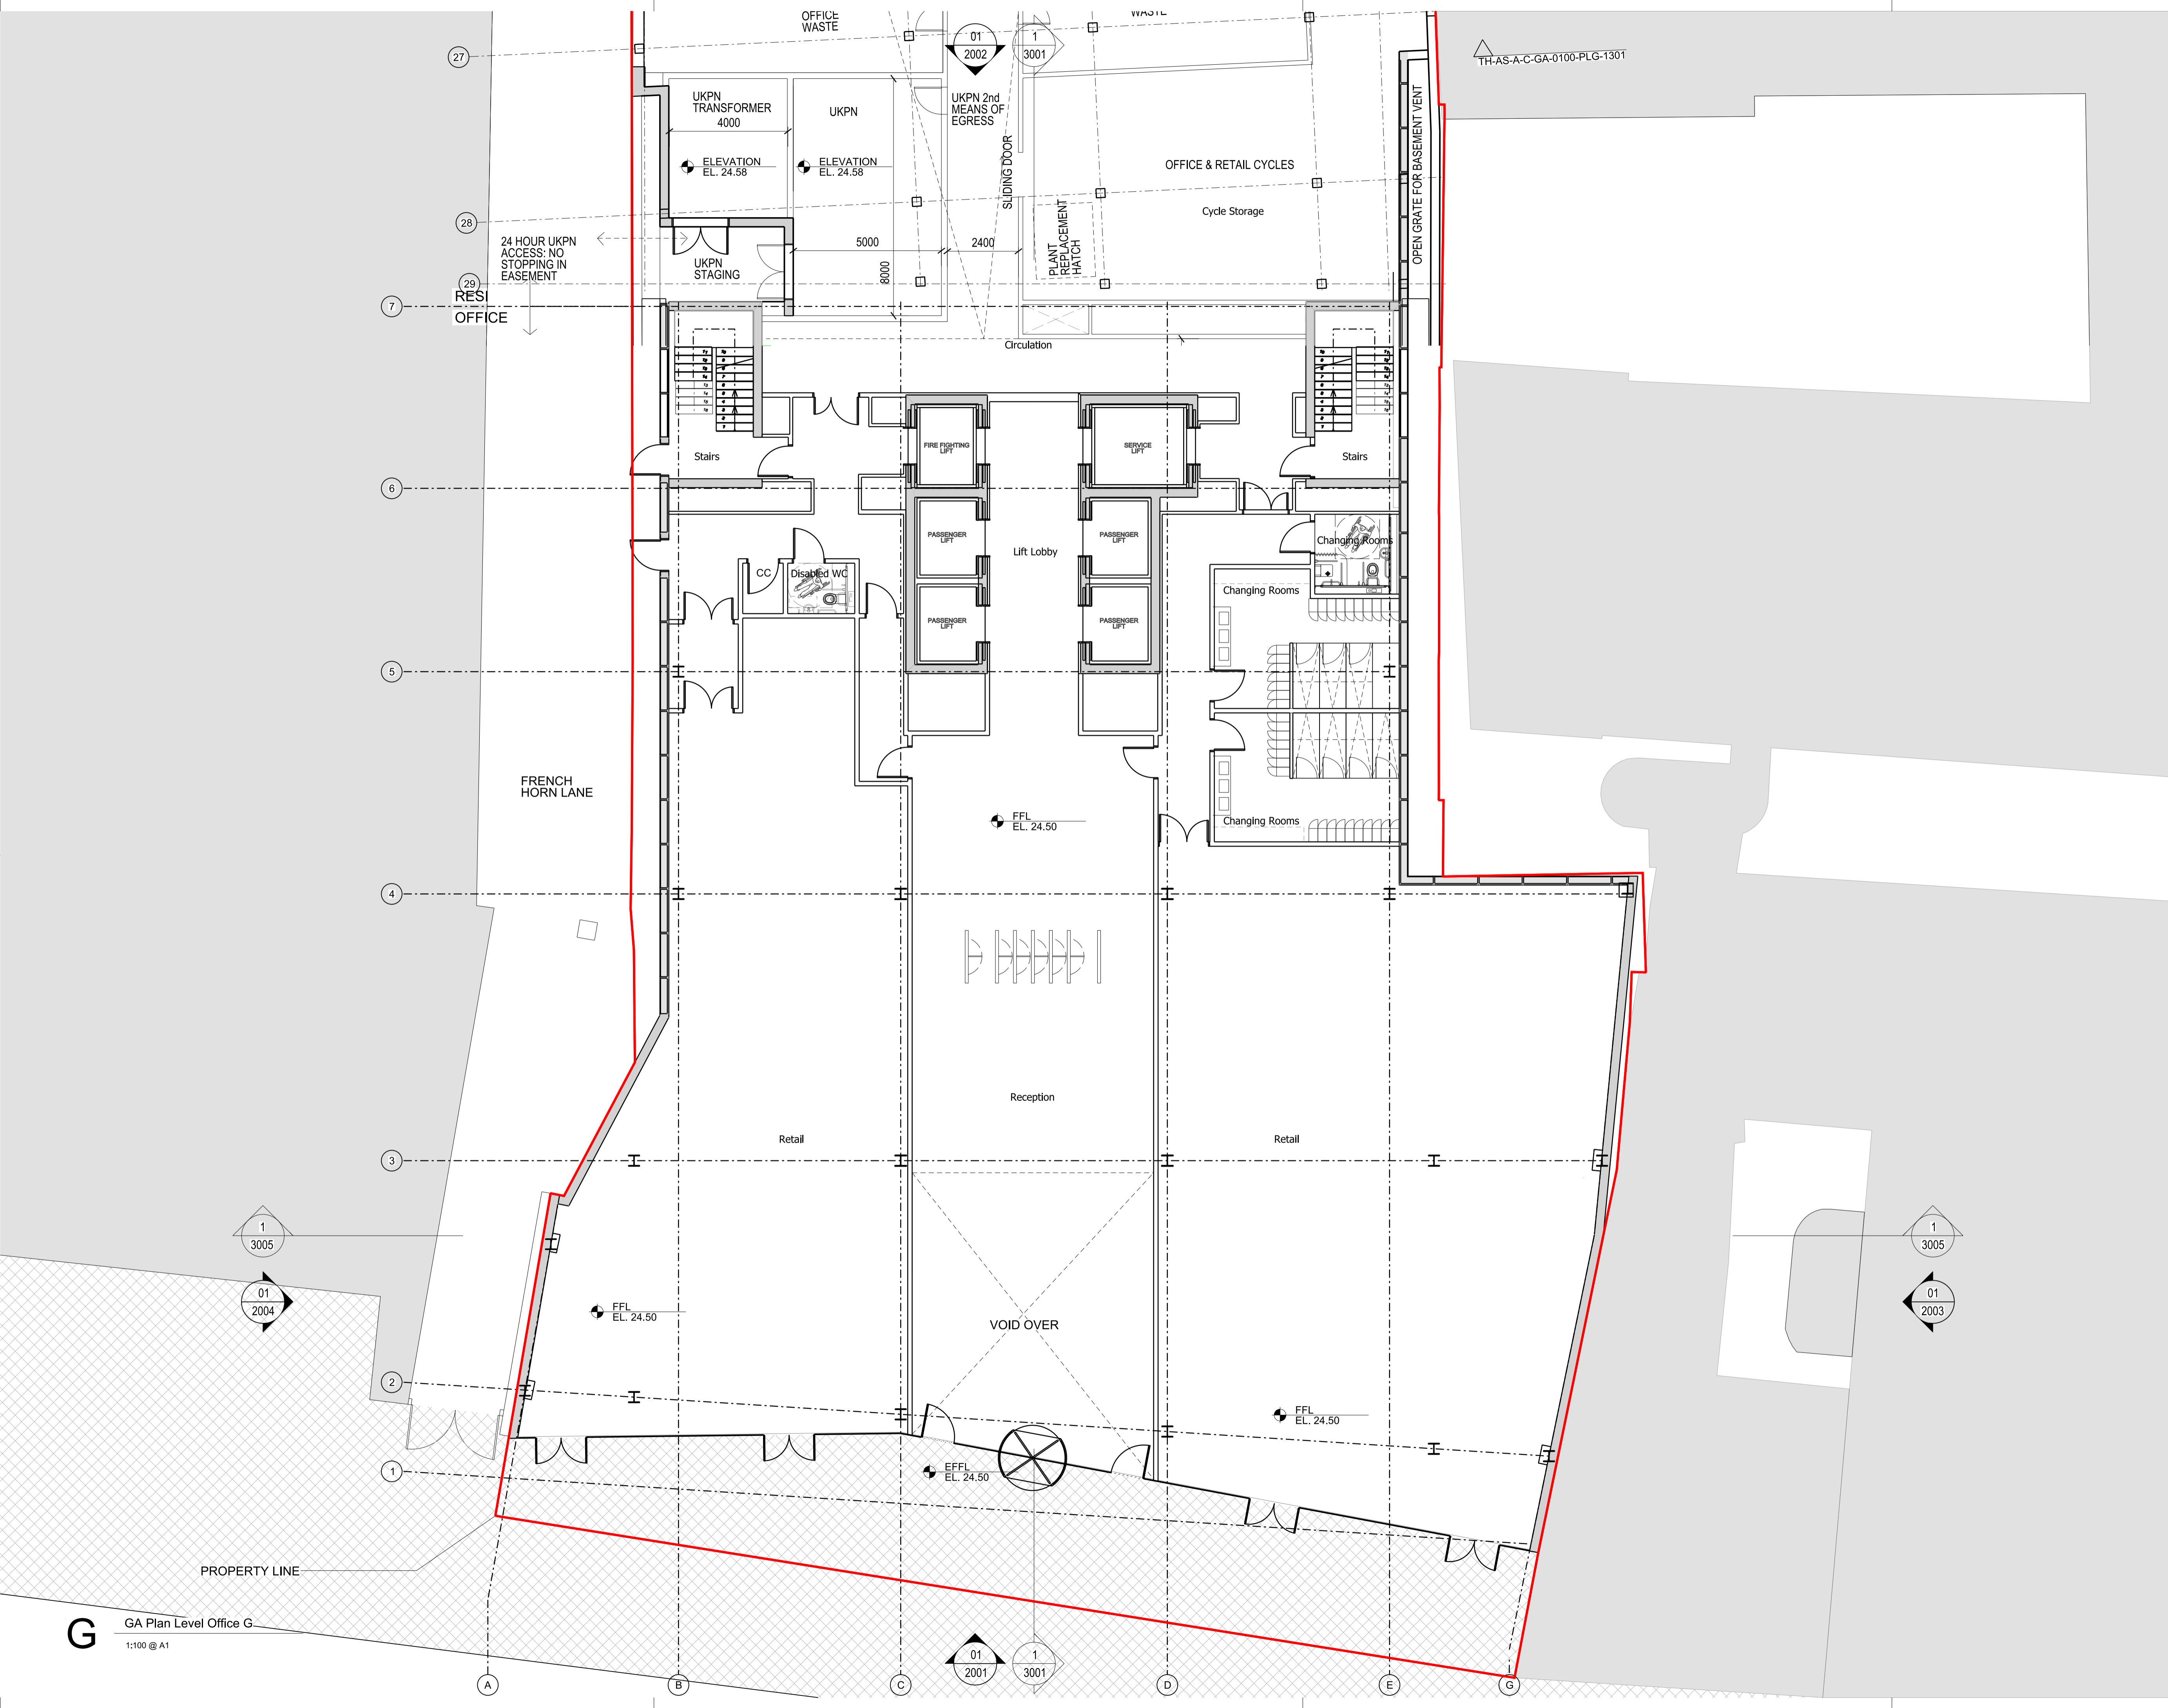 OFFICE
WASTE
WASTE
27
01
2002
1
3001
TH-AS-A-C-GA-0100-PLG-1301
UKPN
TRANSFORMER
4000
UKPN
UKPN 2nd
MEANS OF
EGRESS
ELEVATION
EL. 24.58
ELEVATION
EL. 24.58
SLIDING DOOR
OFFICE & RETAIL CYCLES
Cycle Storage
OPEN GRATE FOR BASEMENT VENT
28
24 HOUR UKPN
ACCESS: NO
STOPPING IN
EASEMENT
UKPN
STAGING
5000
2400
8000
PLANT
REPLACEMENT
HATCH
29
RESI
OFFICE
7
Circulation
Stairs
FIRE FIGHTING
LIFT
SERVICE
LIFT
Stairs
6
PASSENGER
LIFT
Lift Lobby
PASSENGER
LIFT
Changing Rooms
CC
Disabled WC
Changing Rooms
PASSENGER
LIFT
PASSENGER
LIFT
5
FRENCH
HORN LANE
FFL
EL. 24.50
Changing Rooms
4
Reception
Retail
Retail
3
1
3005
1
3005
01
2004
01
2003
FFL
EL. 24.50
VOID OVER
2
FFL
EL. 24.50
1
EFFL
EL. 24.50
PROPERTY LINE
G
GA Plan Level Office G
1:100 @ A1
01
2001
1
3001
A
B
C
D
E
G